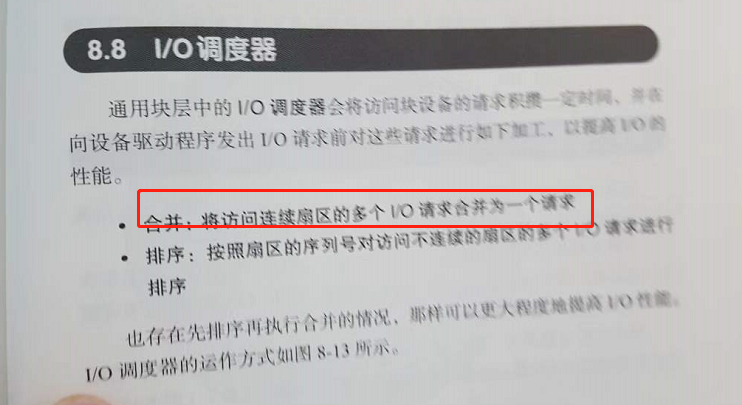 8.8 I/O调度器
通用块层中的 I/O 调度器会将访问块设备的请求积攒一定时间，并在
向设备驱动程序发出 I/O 请求前对这些请求进行如下加工，以提高 I/O 的
性能。
• 合并：将访问连续扇区的多个 I/O 请求合并为一个请求
• 排序：按照扇区的序列号对访问不连续的扇区的多个 I/O 请求进行
排序
也存在先排序再执行合并的情况，那样可以更大程度地提高 I/O 性能。
I/O 调度器的运作方式如图 8-13 所示。